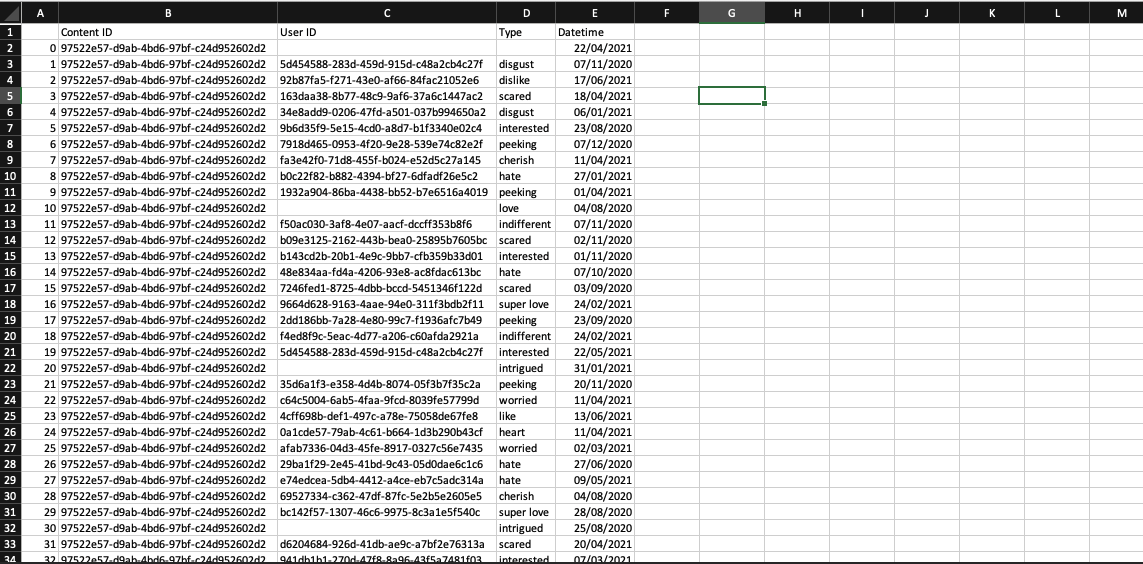 A B C D E F G H I J K L M
1 Content ID User ID Type Datetime
2 0 97522e57-d9ab-4bd6-97bf-c24d952602d2 22/04/2021
3 1 97522e57-d9ab-4bd6-97bf-c24d952602d2 5d454588-283d-459d-915d-c48a2cb4c27f disgust 07/11/2020
4 2 97522e57-d9ab-4bd6-97bf-c24d952602d2 92b87fa5-f271-43e0-af66-84fac21052e6 dislike 17/06/2021
5 3 97522e57-d9ab-4bd6-97bf-c24d952602d2 163daa38-8b77-48c9-9af6-37a6c1447ac2 scared 18/04/2021
6 4 97522e57-d9ab-4bd6-97bf-c24d952602d2 34e8add9-0206-47fd-a501-037b994650a2 disgust 06/01/2021
7 5 97522e57-d9ab-4bd6-97bf-c24d952602d2 9b6d35f9-5e15-4cd0-a8d7-b1f3340e02c4 interested 23/08/2020
8 6 97522e57-d9ab-4bd6-97bf-c24d952602d2 7918d465-0953-4f20-9e28-539e74c82e2f peeking 07/12/2020
9 7 97522e57-d9ab-4bd6-97bf-c24d952602d2 fa3e42f0-71d8-455f-b024-e52d5c27a145 cherish 11/04/2021
10 8 97522e57-d9ab-4bd6-97bf-c24d952602d2 b0c22f82-b882-4394-bf27-6dfadf26e5c2 hate 27/01/2021
11 9 97522e57-d9ab-4bd6-97bf-c24d952602d2 1932a904-86ba-4438-bb52-b7e6516a4019 peeking 01/04/2021
12 10 97522e57-d9ab-4bd6-97bf-c24d952602d2 love 04/08/2020
13 11 97522e57-d9ab-4bd6-97bf-c24d952602d2 f50ac030-3af8-4e07-aacf-dccff353b8f6 indifferent 07/11/2020
14 12 97522e57-d9ab-4bd6-97bf-c24d952602d2 b09e3125-2162-443b-bea0-25895b7605bc scared 02/11/2020
15 13 97522e57-d9ab-4bd6-97bf-c24d952602d2 b143cd2b-20b1-4e9c-9bb7-cfb359b33d01 interested 01/11/2020
16 14 97522e57-d9ab-4bd6-97bf-c24d952602d2 48e834aa-fd4a-4206-93e8-ac8fdac613bc hate 07/10/2020
17 15 97522e57-d9ab-4bd6-97bf-c24d952602d2 7246fed1-8725-4dbb-bccd-5451346f122d scared 03/09/2020
18 16 97522e57-d9ab-4bd6-97bf-c24d952602d2 9664d628-9163-4aae-94e0-311f3bdb2f11 super love 24/02/2021
19 17 97522e57-d9ab-4bd6-97bf-c24d952602d2 2dd186bb-7a28-4e80-99c7-f1936afc7b49 peeking 23/09/2020
20 18 97522e57-d9ab-4bd6-97bf-c24d952602d2 f4ed8f9c-5eac-4d77-a206-c60afda2921a indifferent 24/02/2021
21 19 97522e57-d9ab-4bd6-97bf-c24d952602d2 5d454588-283d-459d-915d-c48a2cb4c27f interested 22/05/2021
22 20 97522e57-d9ab-4bd6-97bf-c24d952602d2 intrigued 31/01/2021
23 21 97522e57-d9ab-4bd6-97bf-c24d952602d2 35d6a1f3-e358-4d4b-8074-05f3b7f35c2a peeking 20/11/2020
24 22 97522e57-d9ab-4bd6-97bf-c24d952602d2 c64c5004-6ab5-4faa-9fcd-8039fe57799d worried 11/04/2021
25 23 97522e57-d9ab-4bd6-97bf-c24d952602d2 4cff698b-def1-497c-a78e-75058de67fe8 like 13/06/2021
26 24 97522e57-d9ab-4bd6-97bf-c24d952602d2 0a1cde57-79ab-4c61-b664-1d3b290b43cf heart 11/04/2021
27 25 97522e57-d9ab-4bd6-97bf-c24d952602d2 afab7336-04d3-45fe-8917-0327c56e7435 worried 02/03/2021
28 26 97522e57-d9ab-4bd6-97bf-c24d952602d2 29ba1f29-2e45-41bd-9c43-05d0dae6c1c6 hate 27/06/2020
29 27 97522e57-d9ab-4bd6-97bf-c24d952602d2 e74edcea-5db4-4412-a4ce-eb7c5adc314a hate 09/05/2021
30 28 97522e57-d9ab-4bd6-97bf-c24d952602d2 69527334-c362-47df-87fc-5e2b5e2605e5 cherish 04/08/2020
31 29 97522e57-d9ab-4bd6-97bf-c24d952602d2 bc142f57-1307-46c6-9975-8c3a1e5f540c super love 28/08/2020
32 30 97522e57-d9ab-4bd6-97bf-c24d952602d2 intrigued 25/08/2020
33 31 97522e57-d9ab-4bd6-97bf-c24d952602d2 d6204684-926d-41db-ae9c-a7bf2e76313a scared 20/04/2021
34 32 97522e57-d9ab-4bd6-97bf-c24d952602d2 941db1b1-270d-47f8-8a96-43f5a7481f03 interested 07/03/2021